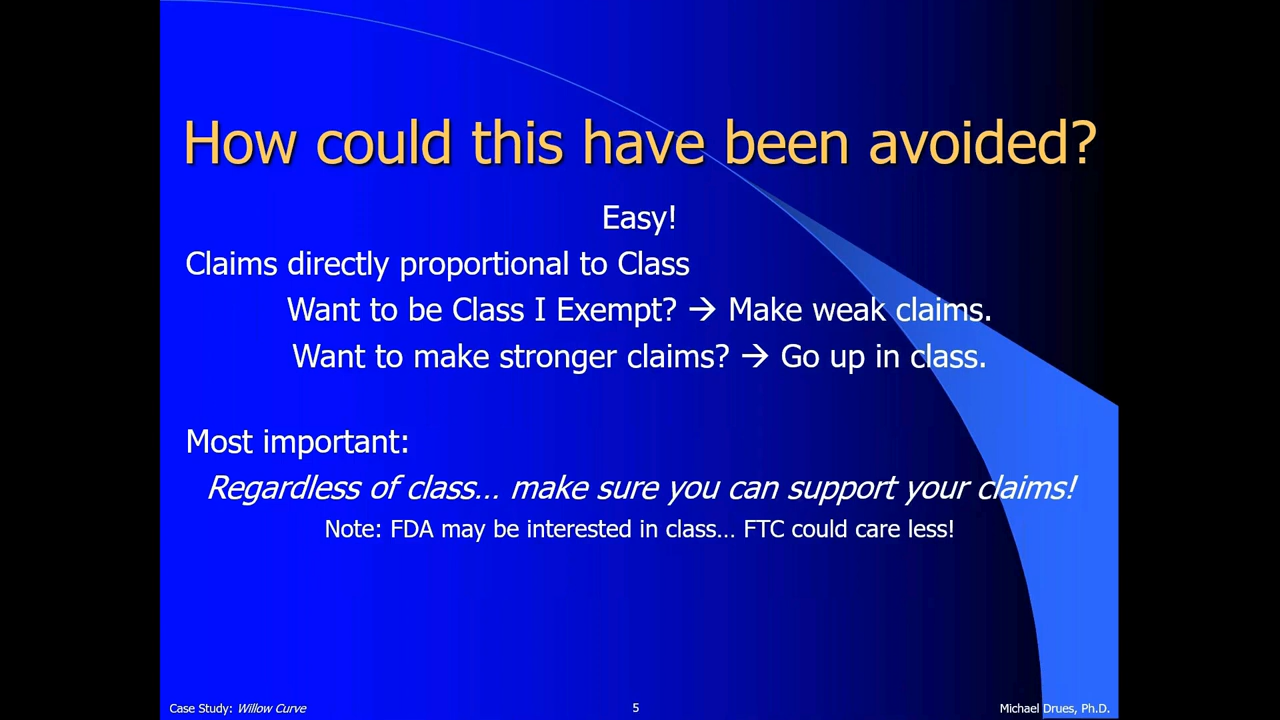 How could this have been avoided?
Easy!
Claims directly proportional to Class
Want to be Class I Exempt? → Make weak claims.
Want to make stronger claims? → Go up in class.
Most important:
Regardless of class… make sure you can support your claims!
Note: FDA may be interested in class… FTC could care less!
Case Study: Willow Curve
5
Michael Drues, Ph.D.